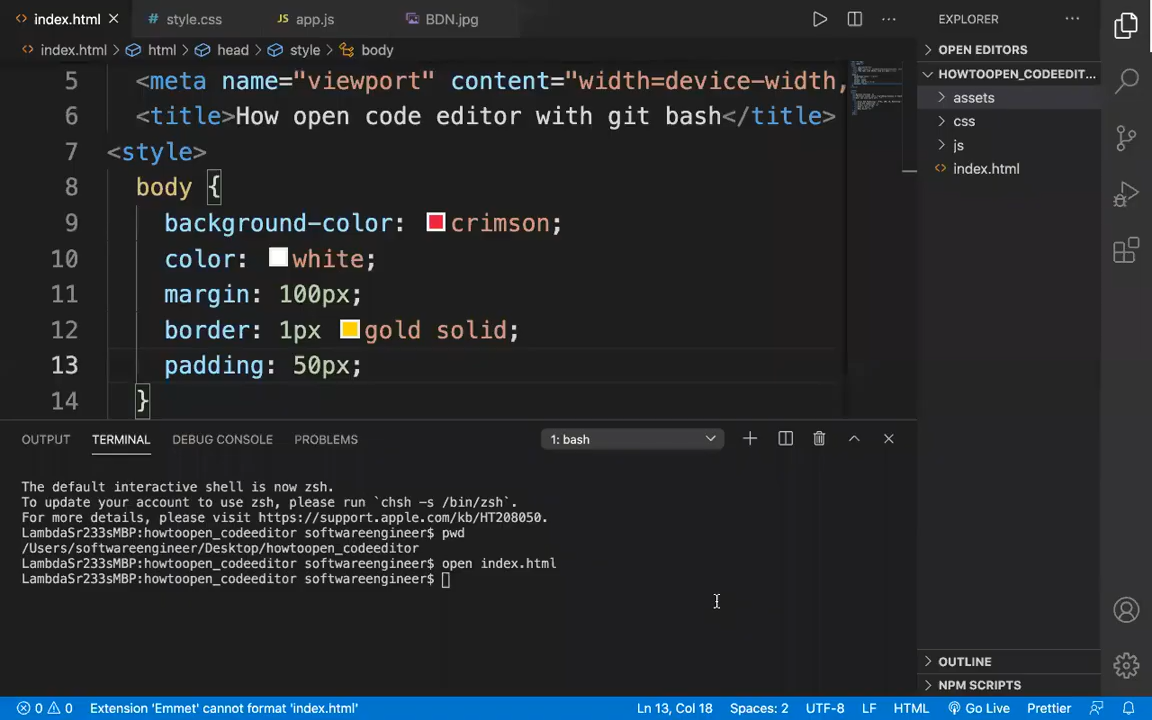 index.html
style.css
JS app.js
BDN.jpg
index.html > html > head > style > body
5 <meta name="viewport" content="width=device-width,
6 <title>How open code editor with git bash</title>
7 <style>
8 body {
9 background-color: crimson;
10 color: white;
11 margin: 100px;
12 border: 1px gold solid;
13 padding: 50px;
14 }
OUTPUT TERMINAL DEBUG CONSOLE PROBLEMS
1: bash
The default interactive shell is now zsh.
To update your account to use zsh, please run `chsh -s /bin/zsh`.
For more details, please visit https://support.apple.com/kb/HT208050.
LambdaSr233sMBP:howtoopen_codeeditor softwareengineer$ pwd
/Users/softwareengineer/Desktop/howtoopen_codeeditor
LambdaSr233sMBP:howtoopen_codeeditor softwareengineer$ open index.html
LambdaSr233sMBP:howtoopen_codeeditor softwareengineer$
EXPLORER
OPEN EDITORS
HOWTOOPEN_CODEEDIT...
assets
css
js
index.html
OUTLINE
NPM SCRIPTS
0 0 Extension 'Emmet' cannot format 'index.html' Ln 13, Col 18 Spaces: 2 UTF-8 LF HTML Go Live Prettier